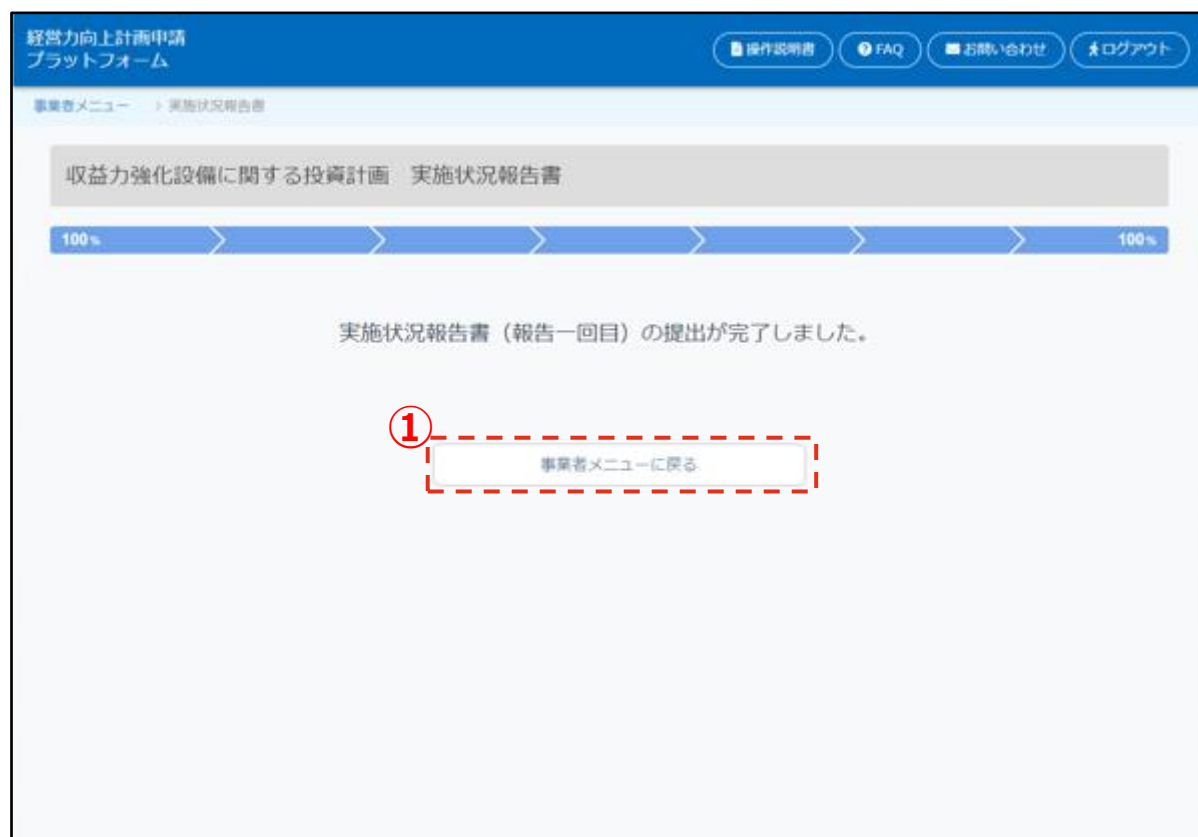 経営力向上計画申請
プラットフォーム
操作説明書
FAQ
お問い合わせ
ログアウト
事業者メニュー
実施状況報告書
収益力強化設備に関する投資計画　実施状況報告書
100%
100%
実施状況報告書（報告一回目）の提出が完了しました。
①
事業者メニューに戻る